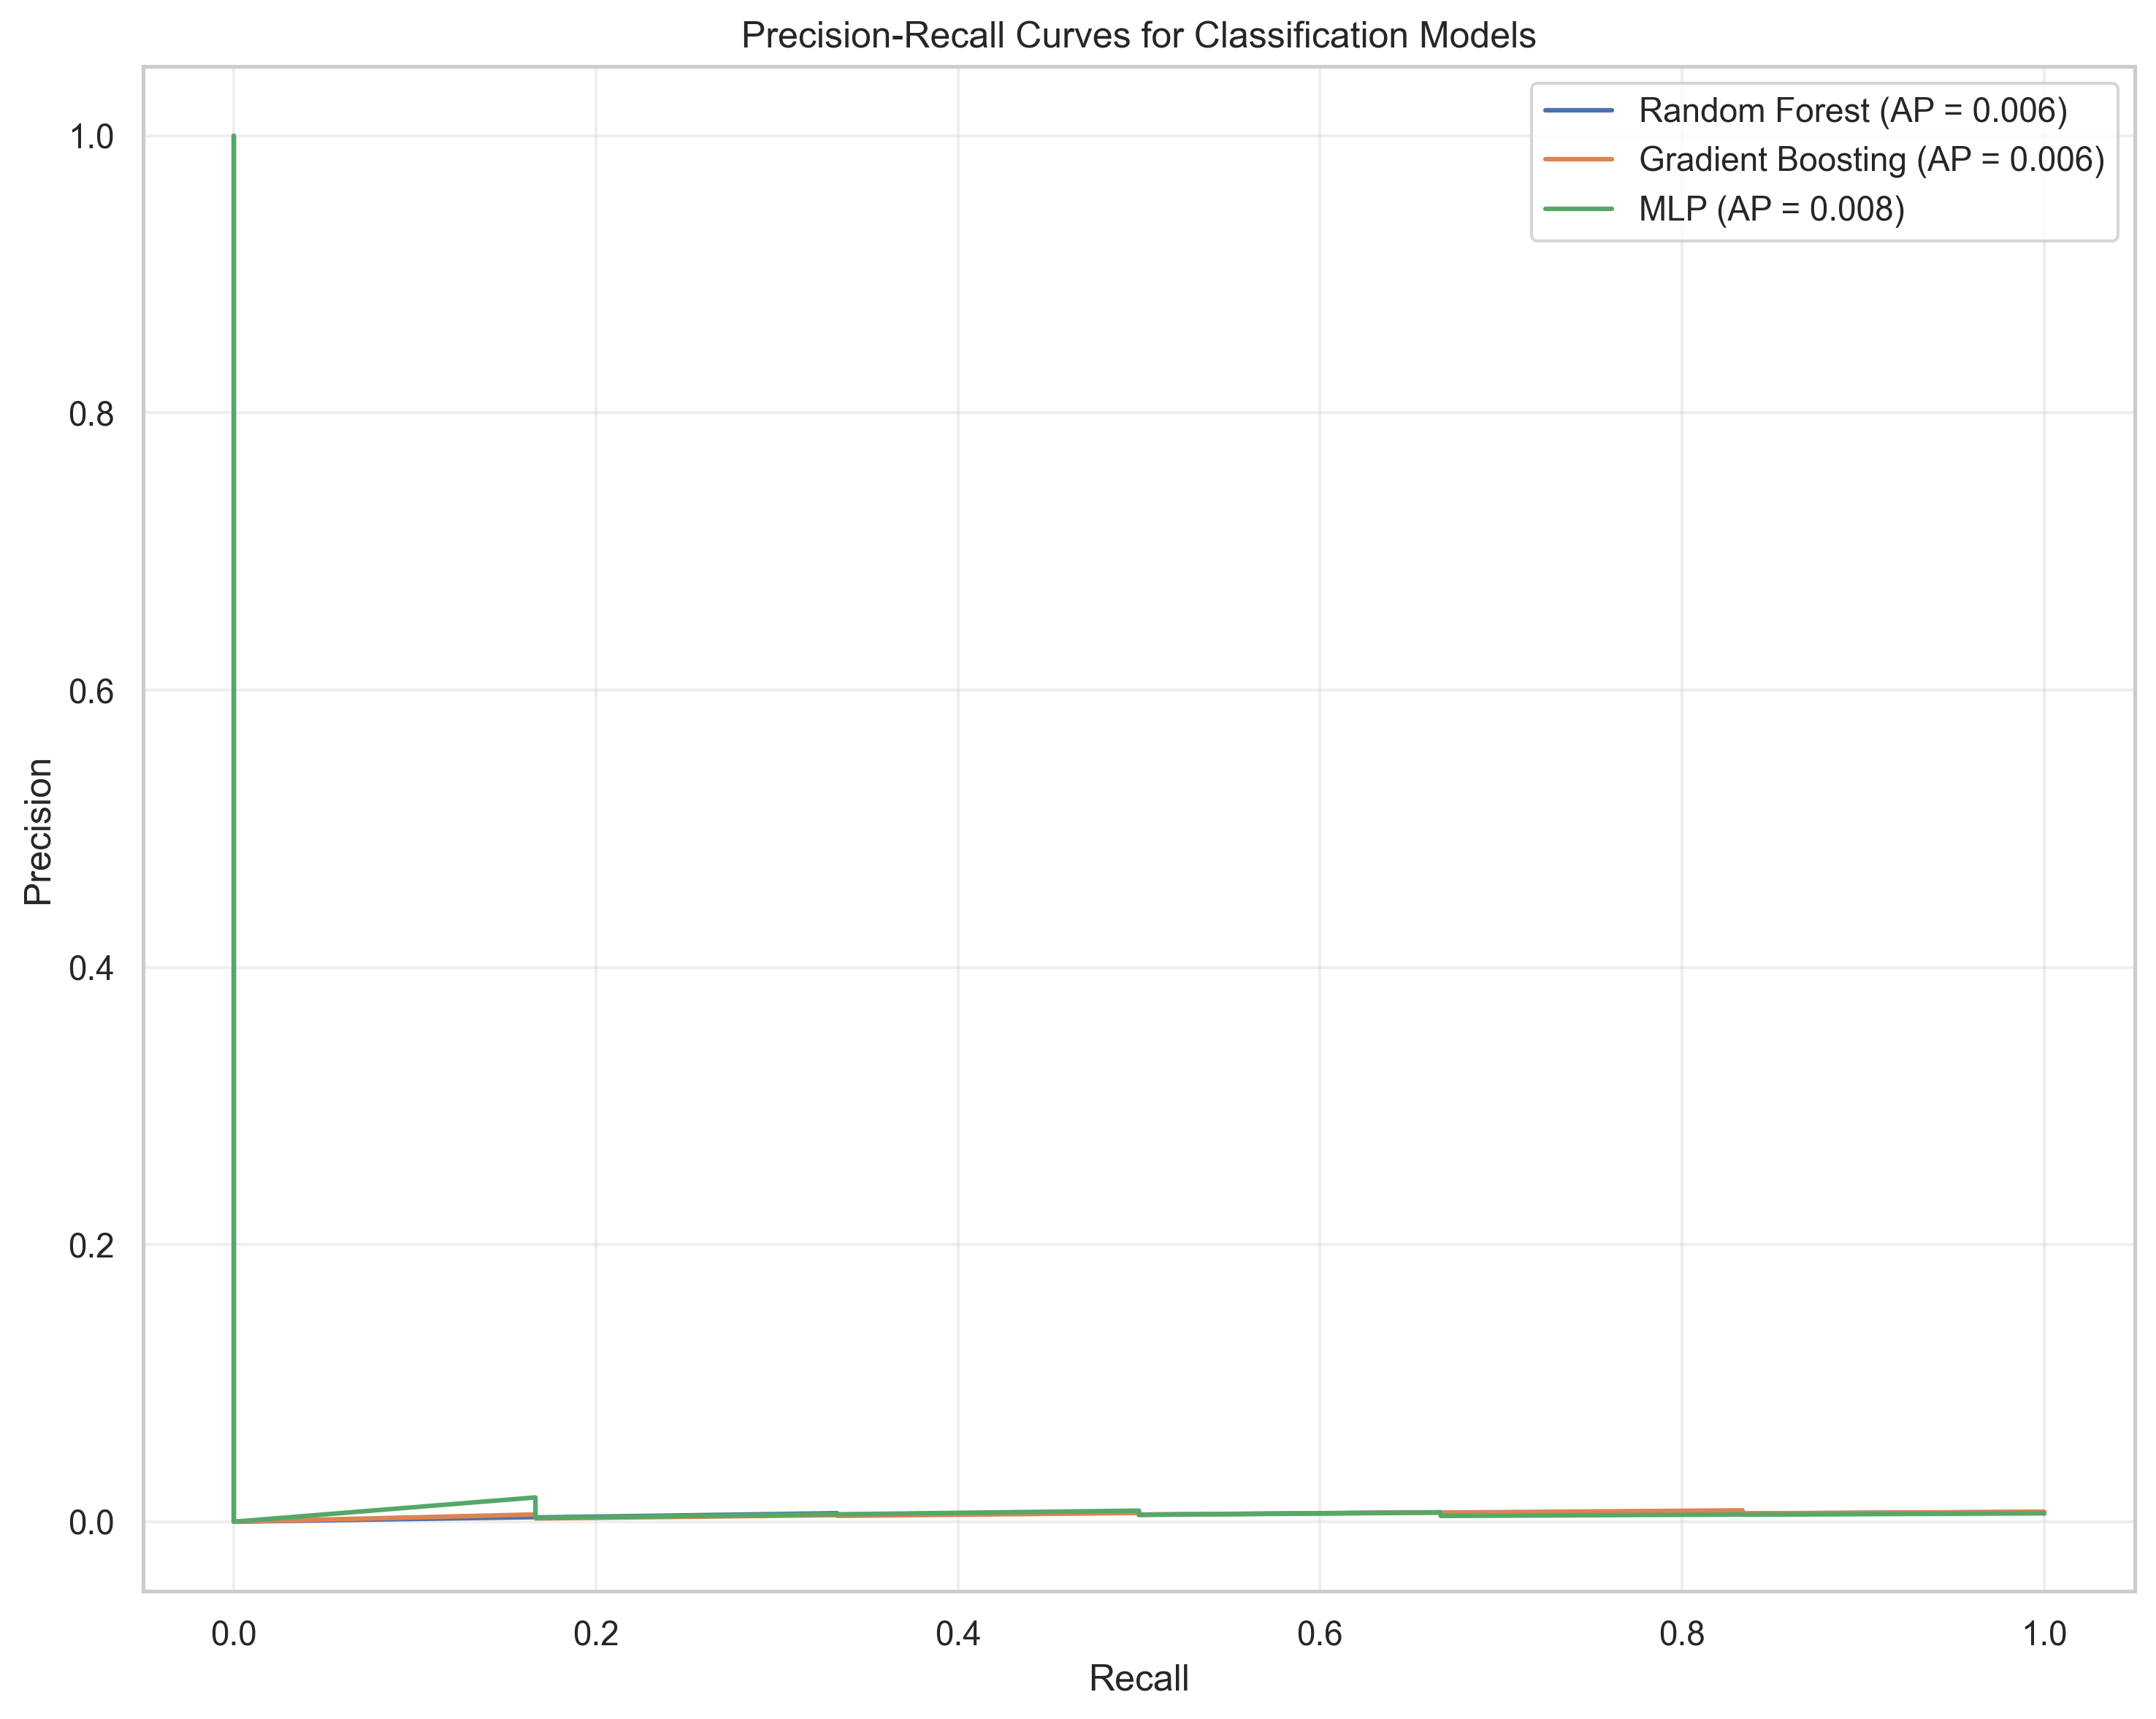 Precision-Recall Curves for Classification Models
Random Forest (AP = 0.006)
Gradient Boosting (AP = 0.006)
MLP (AP = 0.008)
Precision
1.0
0.8
0.6
0.4
0.2
0.0
0.0 0.2 0.4 0.6 0.8 1.0
Recall